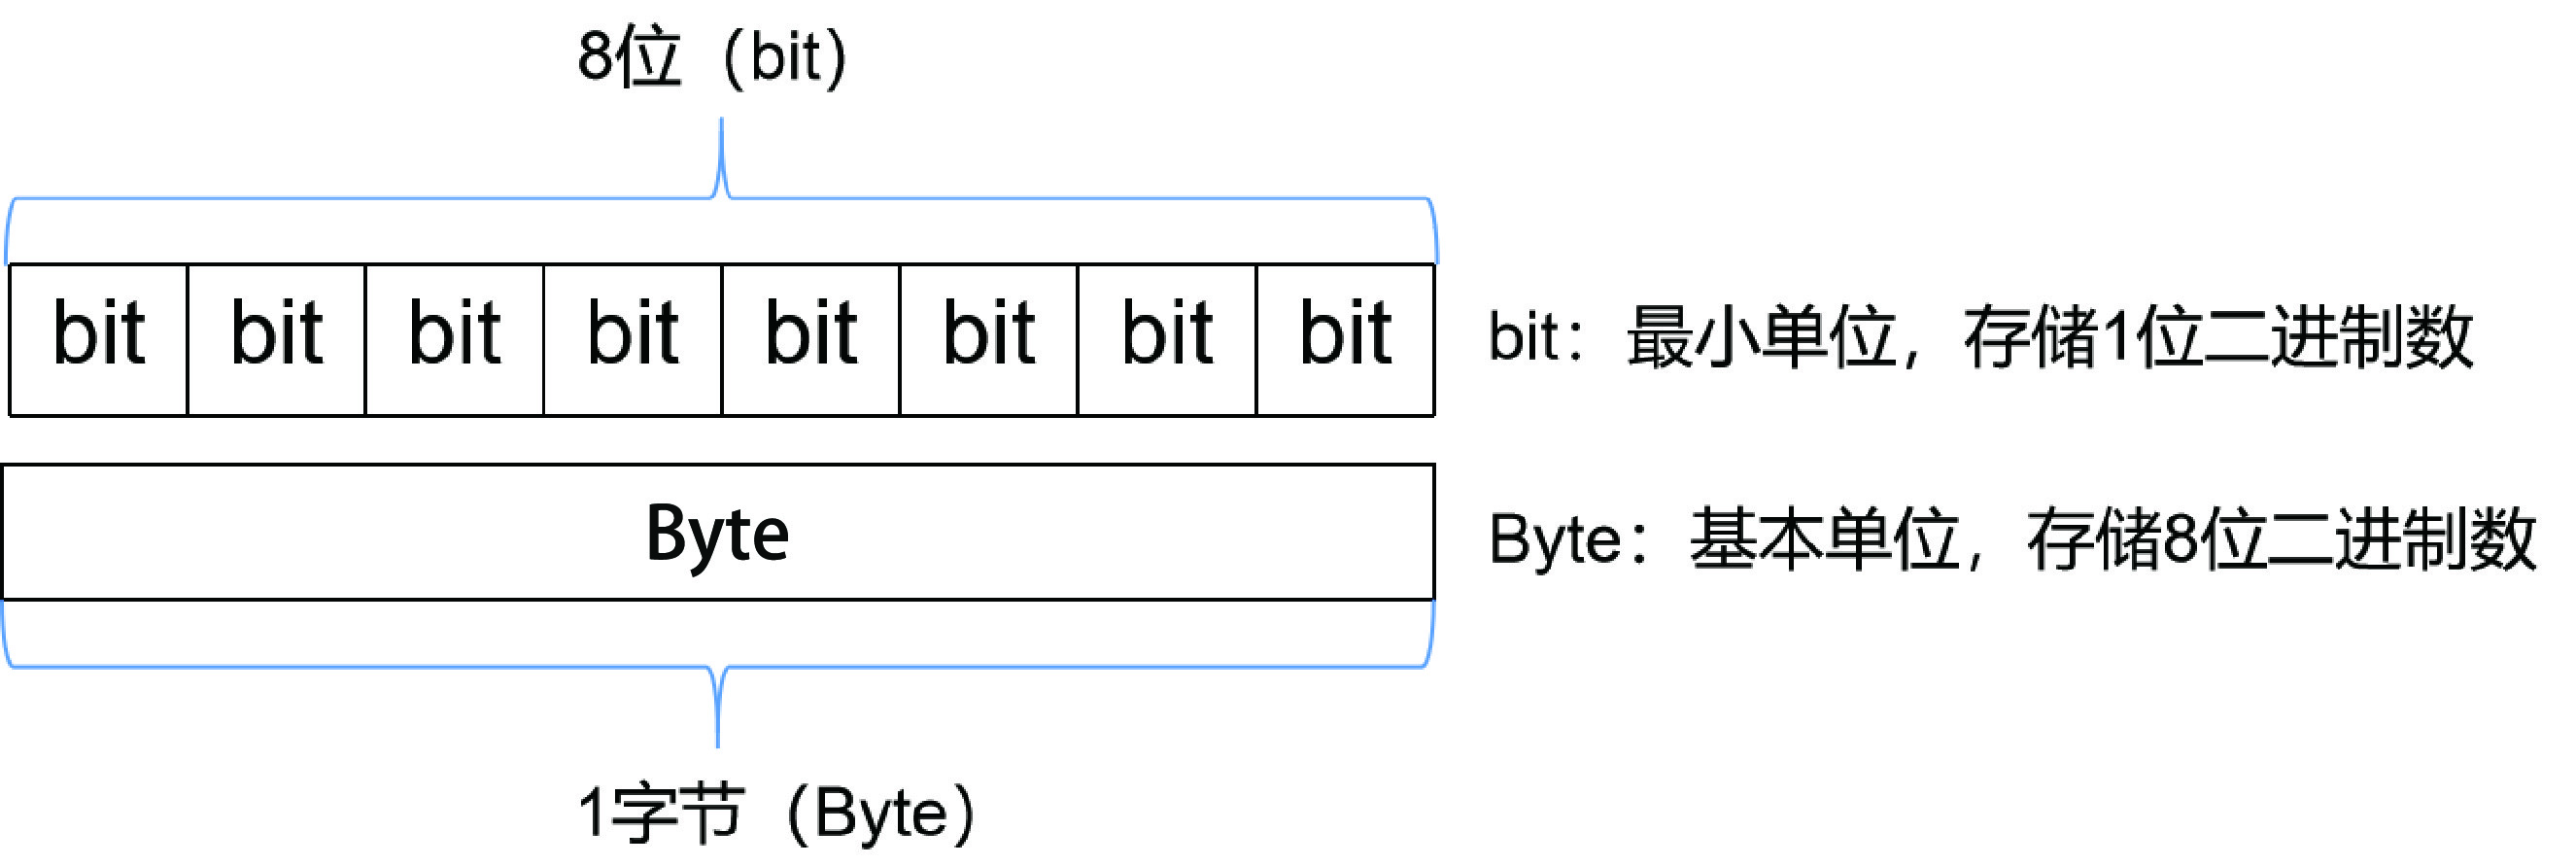 8位（bit）
bit bit bit bit bit bit bit bit
bit：最小单位，存储1位二进制数
Byte
Byte：基本单位，存储8位二进制数
1字节（Byte）